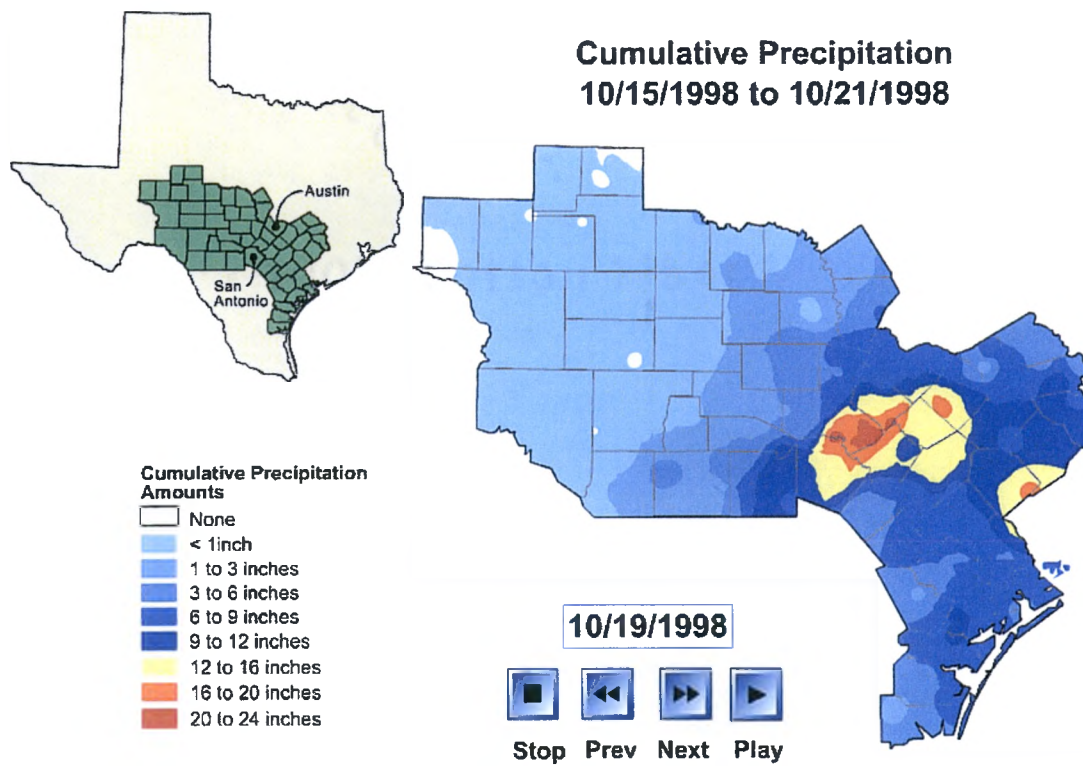 Cumulative Precipitation
10/15/1998 to 10/21/1998
Austin
San
Antonio
Cumulative Precipitation
Amounts
None
< 1inch
1 to 3 inches
3 to 6 inches
6 to 9 inches
9 to 12 inches
12 to 16 inches
16 to 20 inches
20 to 24 inches
10/19/1998
Stop Prev Next Play